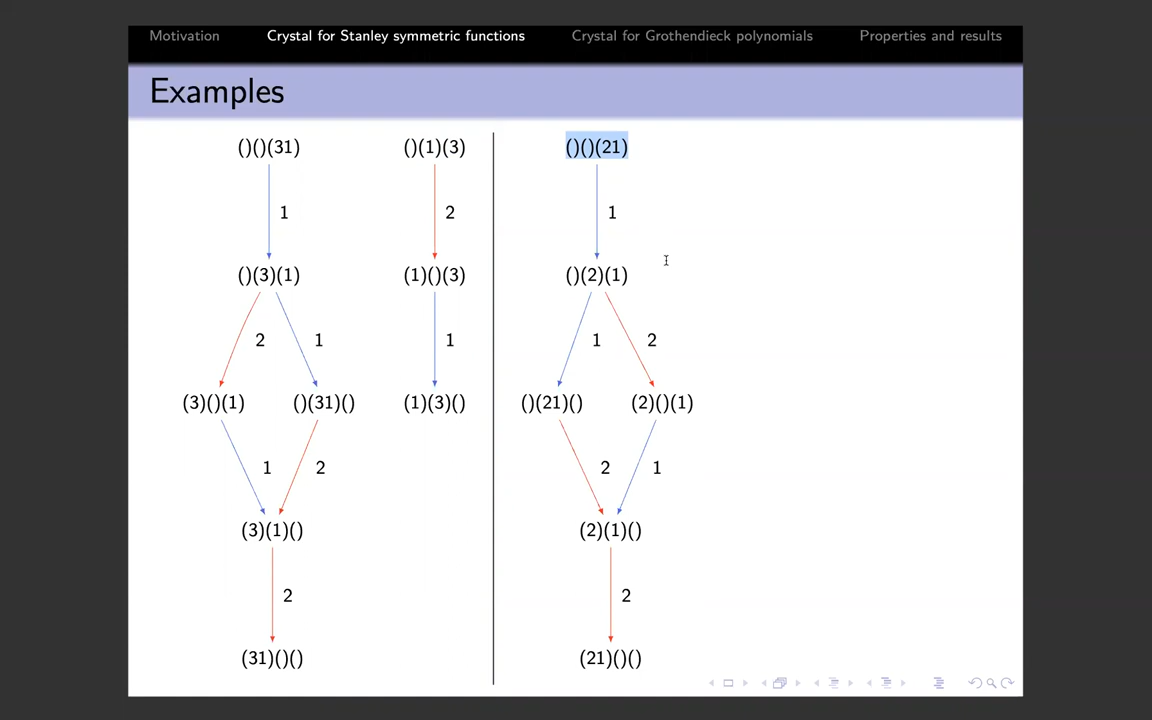 Motivation Crystal for Stanley symmetric functions Crystal for Grothendieck polynomials Properties and results
Examples
()()(31) ()(1)(3) ()()(21)
1 2 1
()(3)(1) (1)()(3) ()(2)(1)
2 1 1 1 2
(3)()(1) ()(31)() (1)(3)() ()(21)() (2)()(1)
1 2 2 1
(3)(1)() (2)(1)()
2 2
(31)()() (21)()()